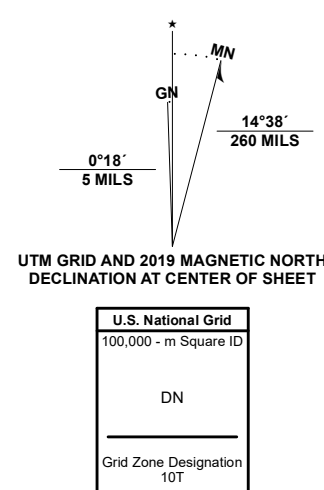 ★
MN
GN
14°38´
260 MILS
0°18´
5 MILS
UTM GRID AND 2019 MAGNETIC NORTH
DECLINATION AT CENTER OF SHEET
U.S. National Grid
100,000 - m Square ID
DN
Grid Zone Designation
10T